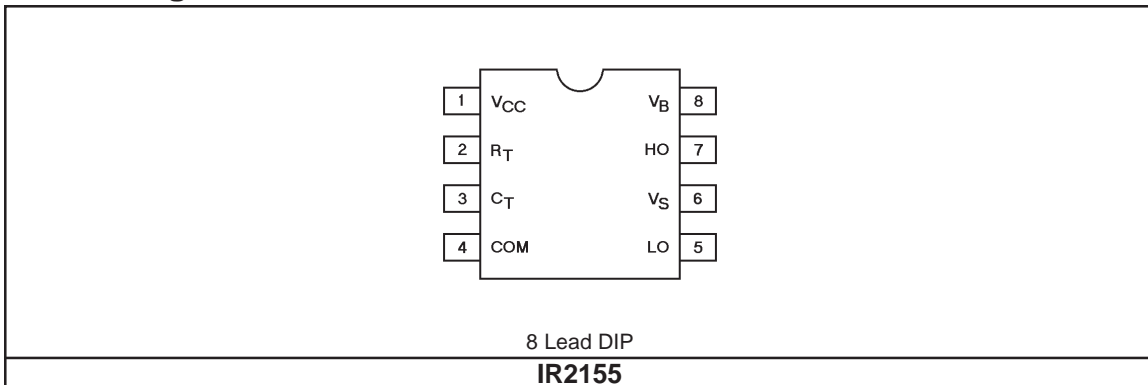 1 VCC VB 8
2 RT HO 7
3 CT VS 6
4 COM LO 5
8 Lead DIP
IR2155